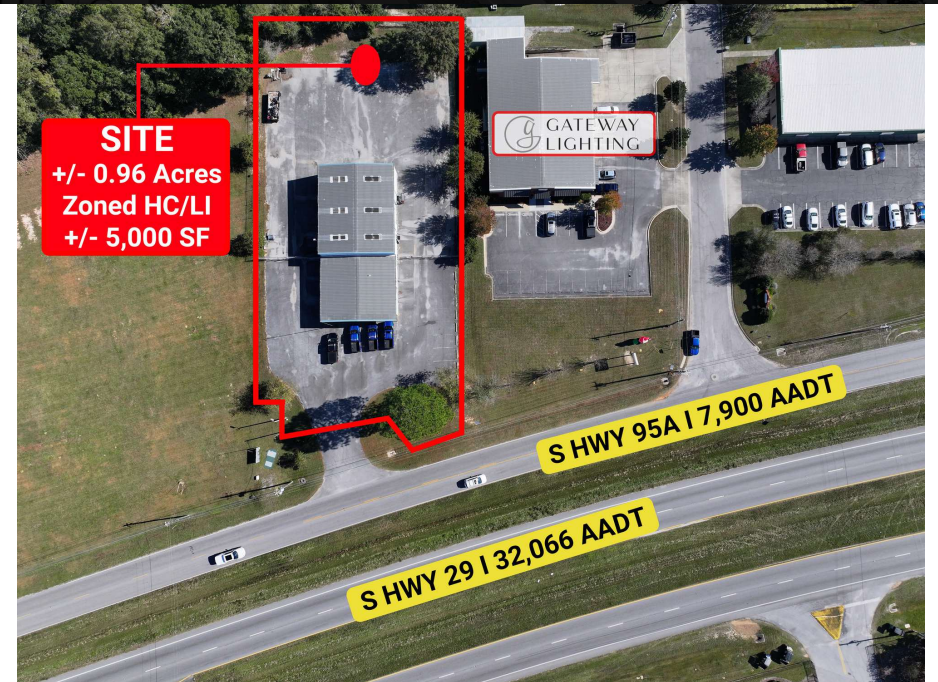 SITE
+/- 0.96 Acres
Zoned HC/LI
+/- 5,000 SF
GATEWAY
LIGHTING
S HWY 95A I 7,900 AADT
S HWY 29 I 32,066 AADT